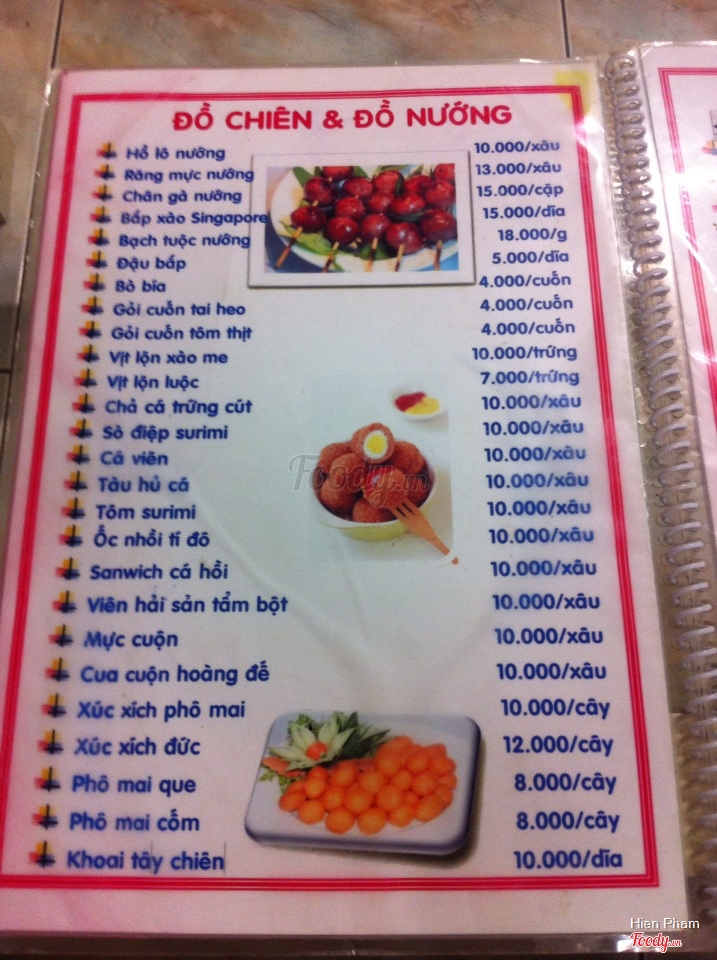 ĐỒ CHIÊN & ĐỒ NƯỚNG
Hồ lô nướng 10.000/xâu
Răng mực nướng 13.000/xâu
Chân gà nướng 15.000/cặp
Bắp xào Singapore 15.000/dĩa
Bạch tuộc nướng 18.000/g
Đậu bắp 5.000/dĩa
Bò bía 4.000/cuốn
Gỏi cuốn tai heo 4.000/cuốn
Gỏi cuốn tôm thịt 4.000/cuốn
Vịt lộn xào me 10.000/trứng
Vịt lộn luộc 7.000/trứng
Chả cá trứng cút 10.000/xâu
Sò điệp surimi 10.000/xâu
Cá viên 10.000/xâu
Tàu hủ cá 10.000/xâu
Tôm surimi 10.000/xâu
Ốc nhồi tí đô 10.000/xâu
Sanwich cá hồi 10.000/xâu
Viên hải sản tẩm bột 10.000/xâu
Mực cuộn 10.000/xâu
Cua cuộn hoàng đế 10.000/xâu
Xúc xích phô mai 10.000/cây
Xúc xích đức 12.000/cây
Phô mai que 8.000/cây
Phô mai cốm 8.000/cây
Khoai tây chiên 10.000/dĩa
Foody.vn
Hien Pham
Foody.vn